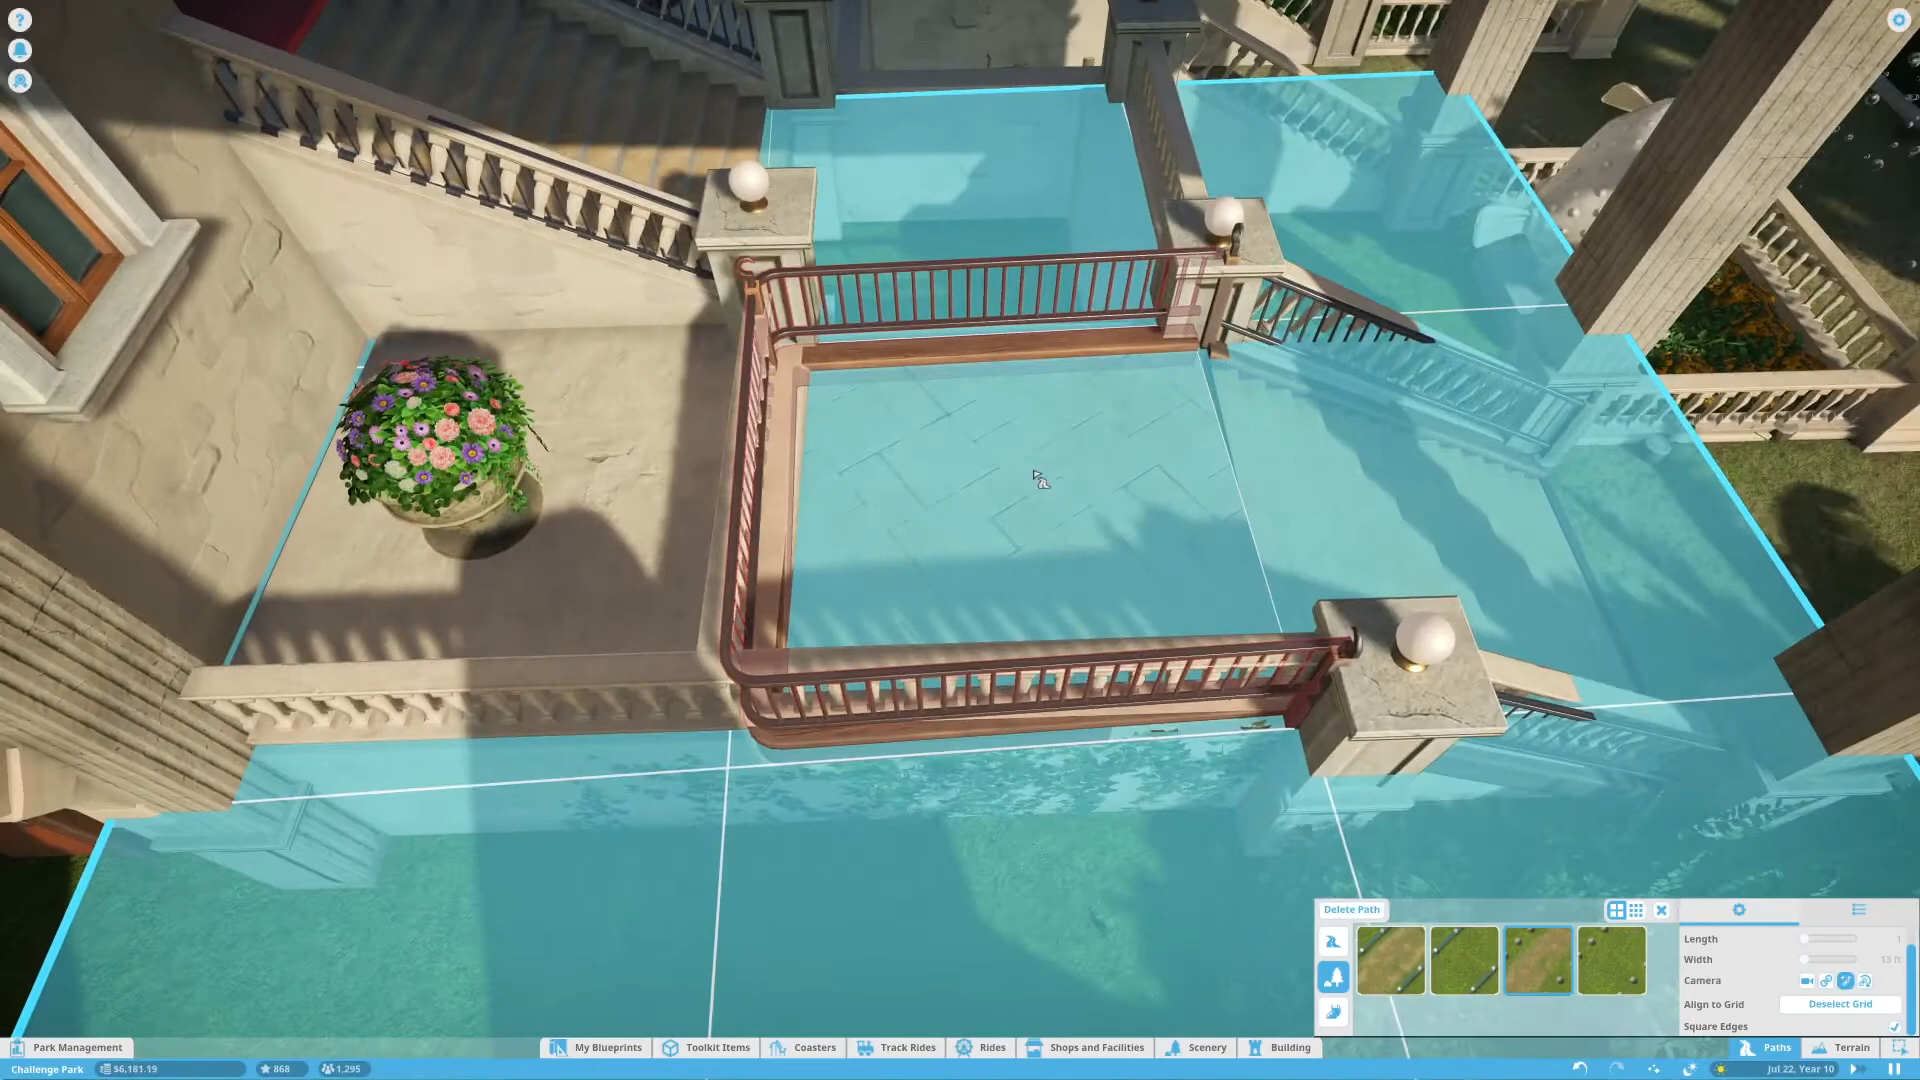 ?
Delete Path
Length 1
Width 13 ft
Camera
Align to Grid Deselect Grid
Square Edges
Park Management My Blueprints Toolkit Items Coasters Track Rides Rides Shops and Facilities Scenery Building Paths Terrain
Challenge Park $6,181.19 868 1,295 Jul 22, Year 10